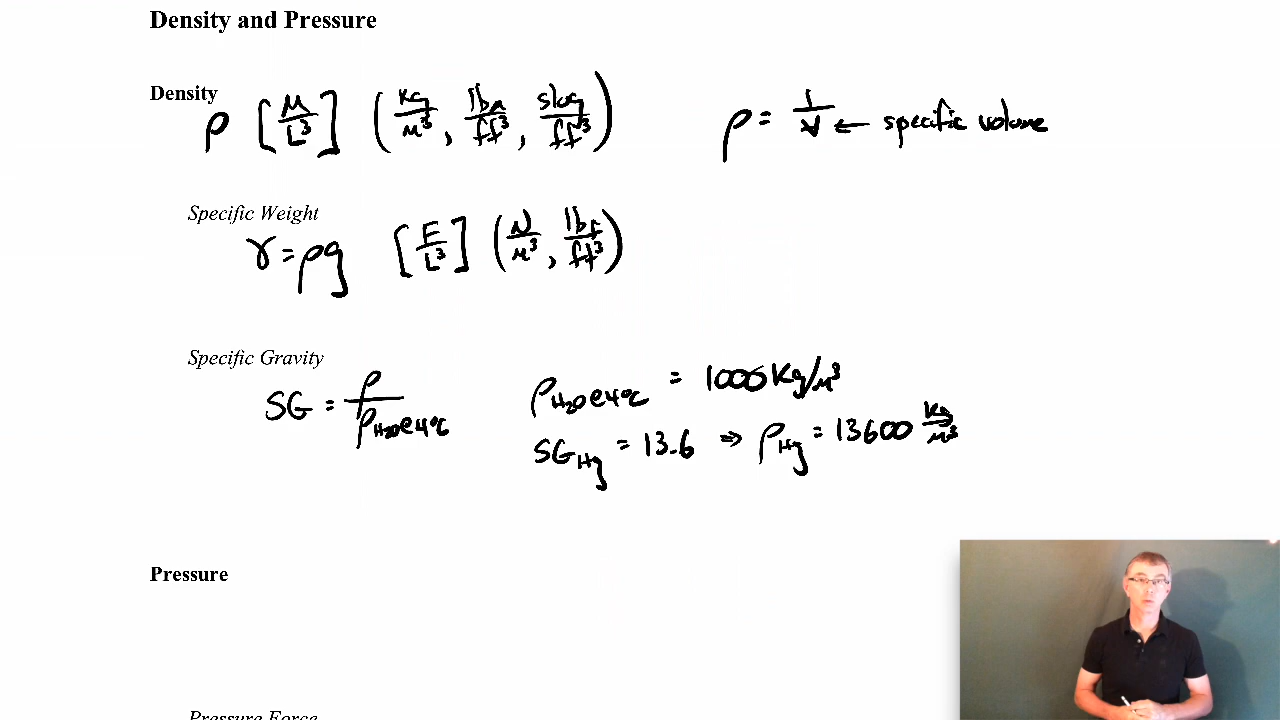 Density and Pressure
Density
ρ [M/L³] (kg/m³, lbm/ft³, slug/ft³) ρ = 1/v ← specific volume
Specific Weight
γ = ρg [F/L³] (N/m³, lbf/ft³)
Specific Gravity
SG = ρ/ρH₂O@4°C ρH₂O@4°C = 1000 kg/m³
SGHg = 13.6 ⇒ ρHg = 13600 kg/m³
Pressure
Pressure Force